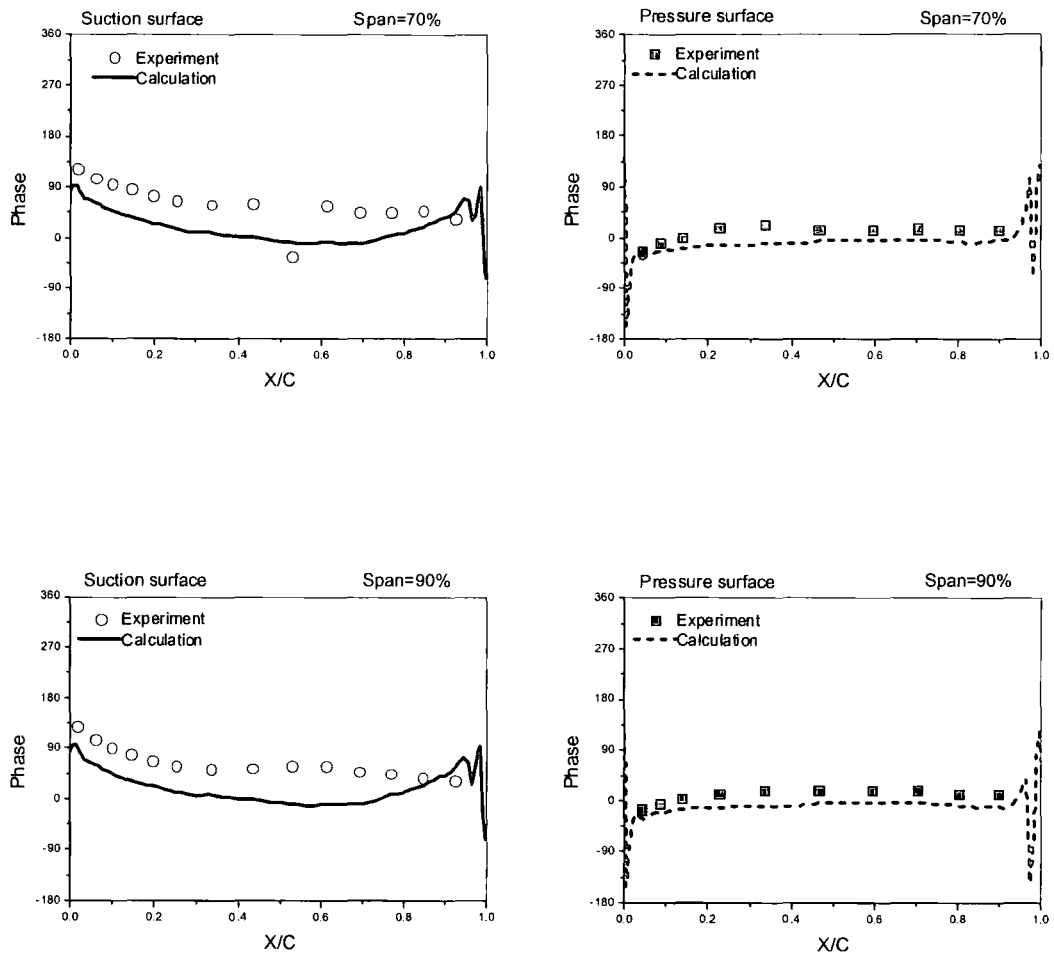 Suction surface Span=70%
360
270
180
90
0
-90
-180
Phase
Experiment
Calculation
0.0 0.2 0.4 0.6 0.8 1.0
X/C
Pressure surface Span=70%
360
270
180
90
0
-90
-180
Phase
Experiment
Calculation
0.0 0.2 0.4 0.6 0.8 1.0
X/C
Suction surface Span=90%
360
270
180
90
0
-90
-180
Phase
Experiment
Calculation
0.0 0.2 0.4 0.6 0.8 1.0
X/C
Pressure surface Span=90%
360
270
180
90
0
-90
-180
Phase
Experiment
Calculation
0.0 0.2 0.4 0.6 0.8 1.0
X/C